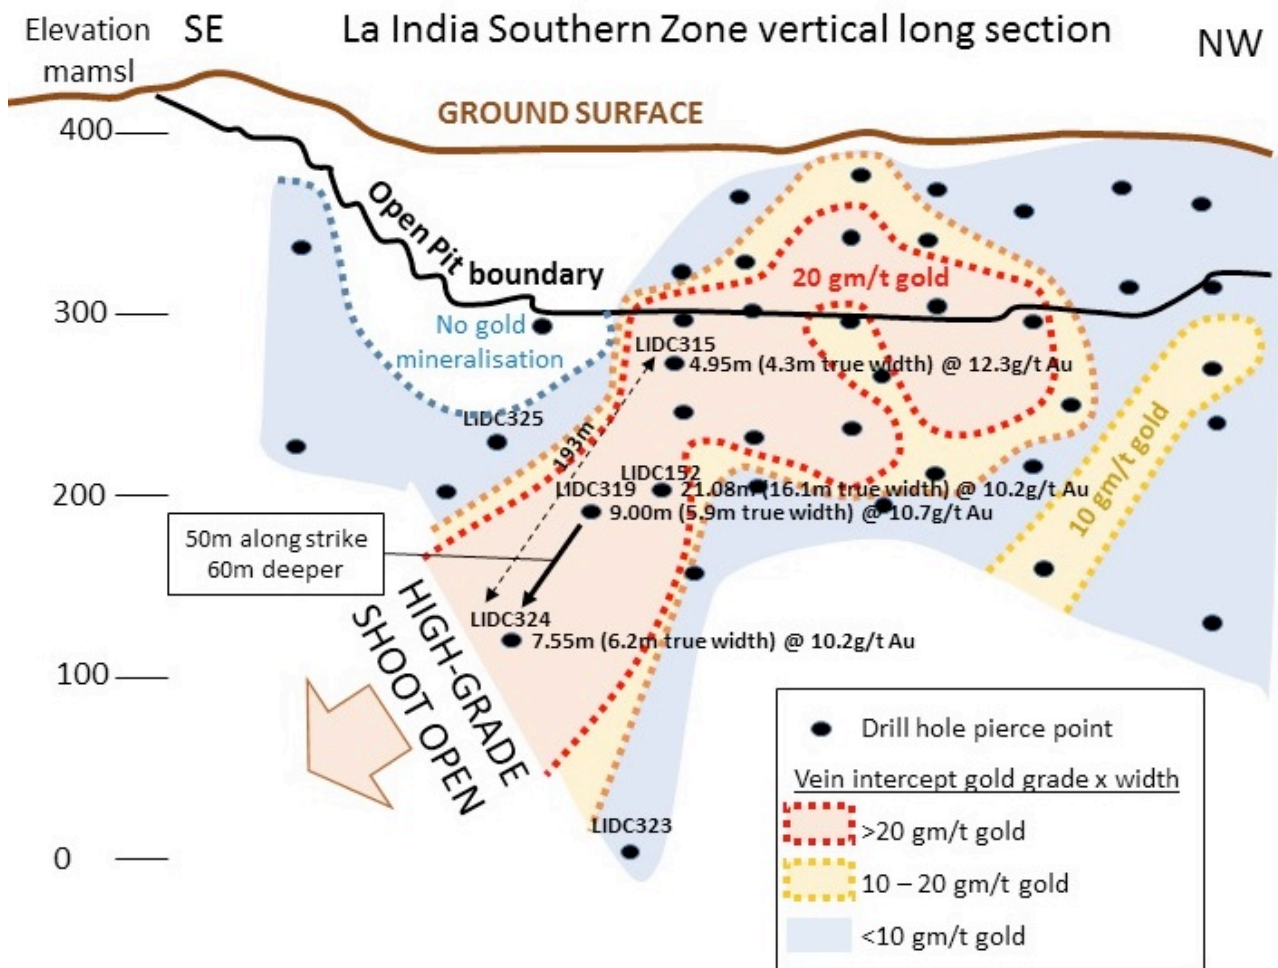 Elevation
mamsl
SE
La India Southern Zone vertical long section
NW
GROUND SURFACE
400
Open Pit boundary
300
20 gm/t gold
No gold
mineralisation
LIDC315
4.95m (4.3m true width) @ 12.3g/t Au
LIDC325
193m
10 gm/t gold
LIDC152
200
LIDC319
21.08m (16.1m true width) @ 10.2g/t Au
9.00m (5.9m true width) @ 10.7g/t Au
50m along strike
60m deeper
LIDC324
7.55m (6.2m true width) @ 10.2g/t Au
100
HIGH-GRADE
SHOOT OPEN
LIDC323
0
Drill hole pierce point
Vein intercept gold grade x width
>20 gm/t gold
10 – 20 gm/t gold
<10 gm/t gold